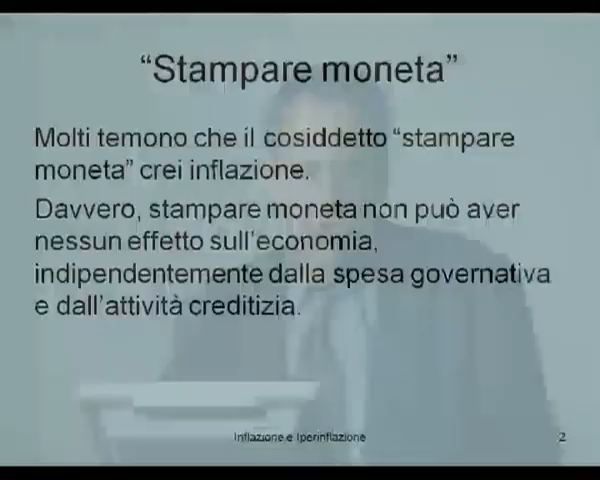 “Stampare moneta”
Molti temono che il cosiddetto “stampare
moneta” crei inflazione.
Davvero, stampare moneta non può aver
nessun effetto sull’economia,
indipendentemente dalla spesa governativa
e dall’attività creditizia.
Inflazione e Iperinflazione
2